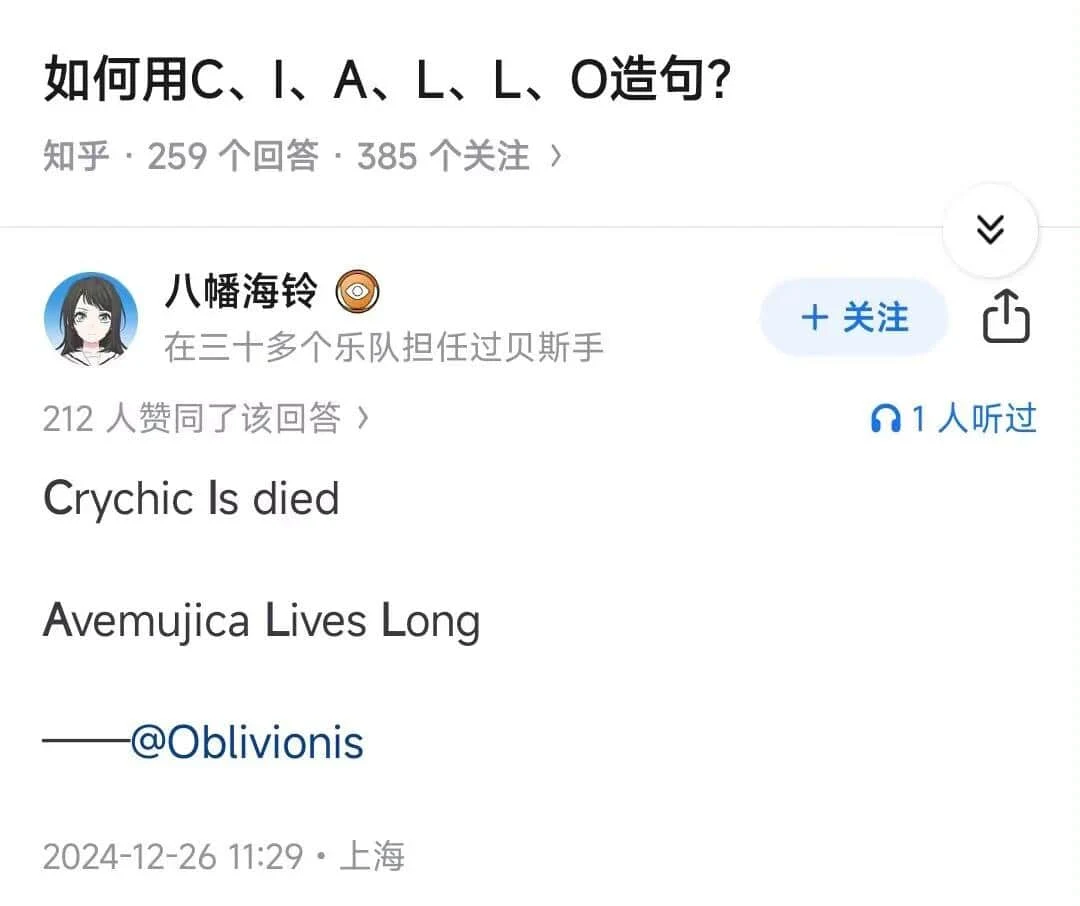 如何用C、I、A、L、L、O造句?
知乎 · 259 个回答 · 385 个关注 >
八幡海铃
在三十多个乐队担任过贝斯手
+ 关注
212 人赞同了该回答 >
1 人听过
Crychic Is died
Avemujica Lives Long
——@Oblivionis
2024-12-26 11:29 · 上海